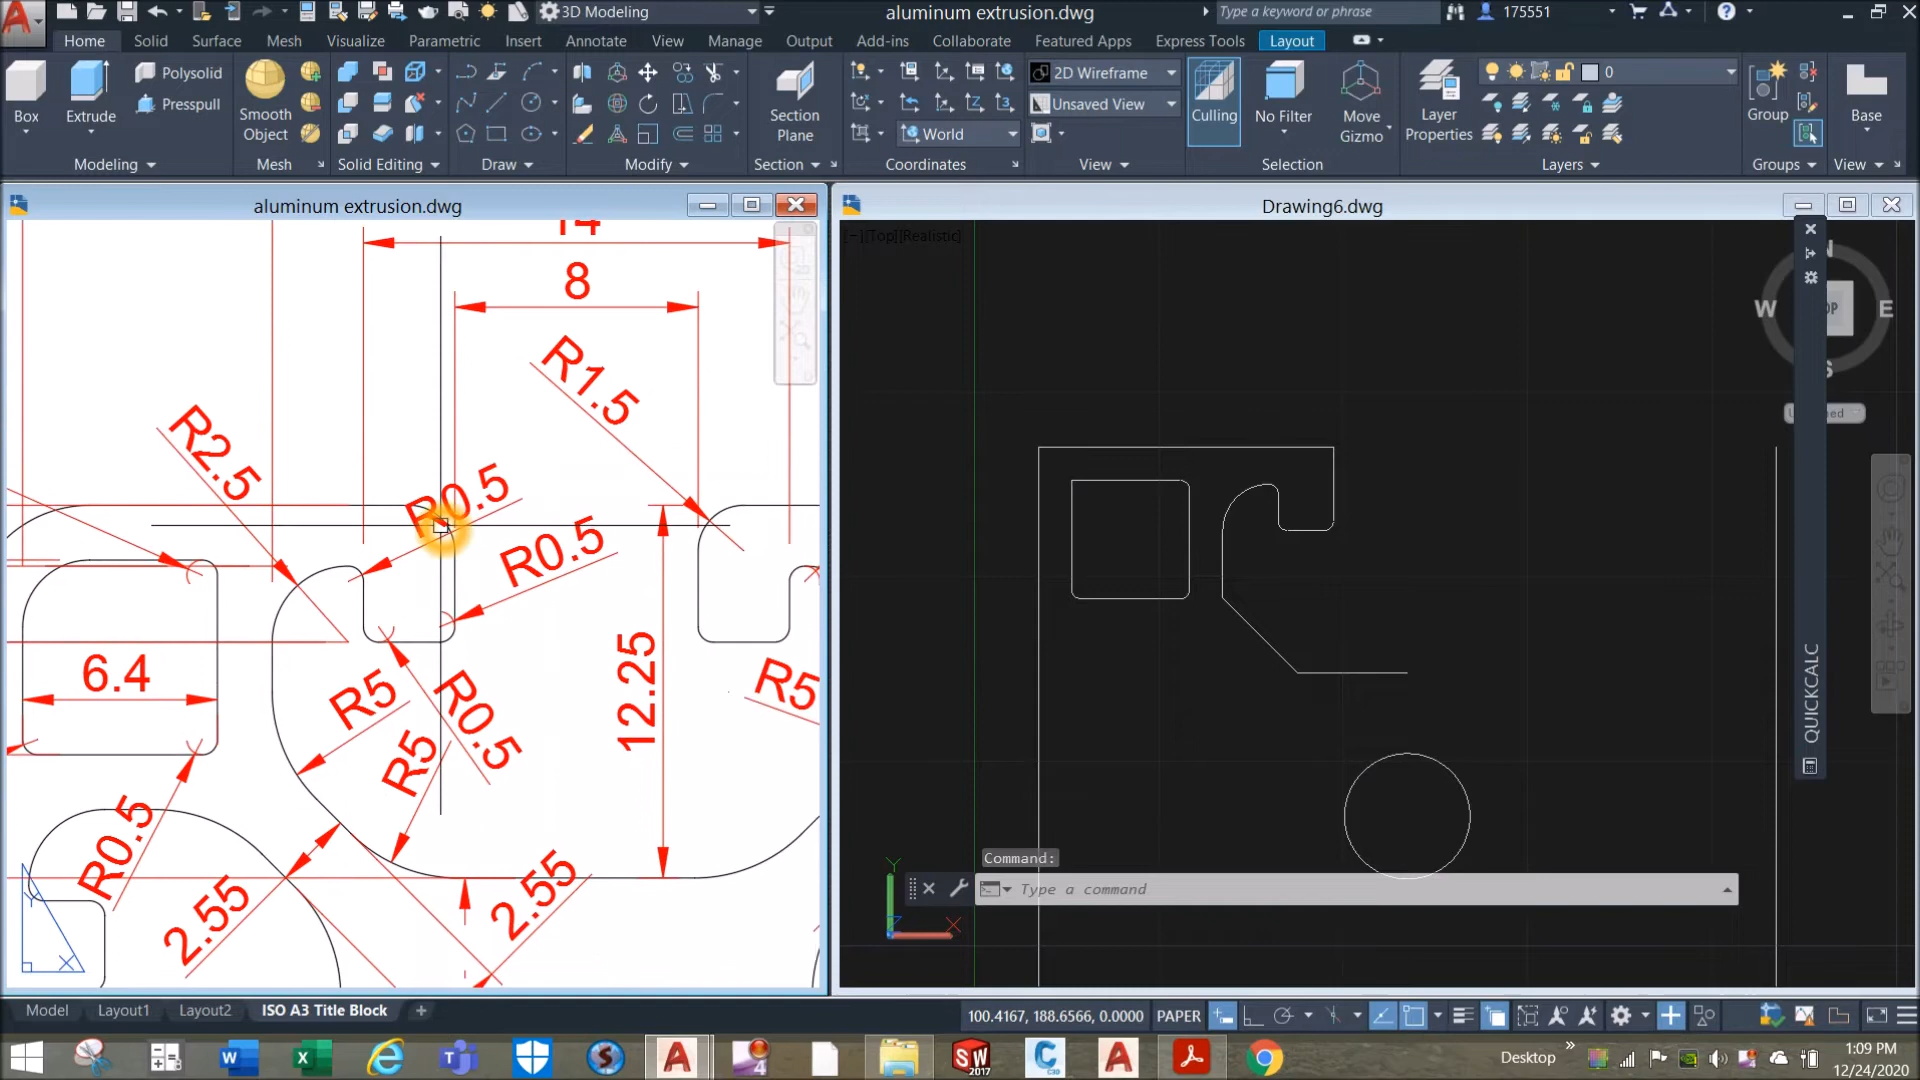 3D Modeling
aluminum extrusion.dwg
Type a keyword or phrase
175551
Home Solid Surface Mesh Visualize Parametric Insert Annotate View Manage Output Add-ins Collaborate Featured Apps Express Tools Layout
Polysolid
Presspull
Box
Extrude
Smooth
Object
Section
Plane
2D Wireframe
Unsaved View
World
Culling
No Filter
Move
Gizmo
Layer
Properties
0
Group
Base
Modeling
Mesh
Solid Editing
Draw
Modify
Section
Coordinates
View
Selection
Layers
Groups
View
aluminum extrusion.dwg
Drawing6.dwg
[−][Top][Realistic]
14
8
R1.5
R2.5
R0.5
R0.5
12.25
6.4
R5
R0.5
R5
R5
R0.5
2.55
2.55
Y
X
W
E
S
QUICKCALC
Command:
Type a command
Y
X
Model Layout1 Layout2 ISO A3 Title Block +
100.4167, 188.6566, 0.0000 PAPER
Desktop
1:09 PM
12/24/2020